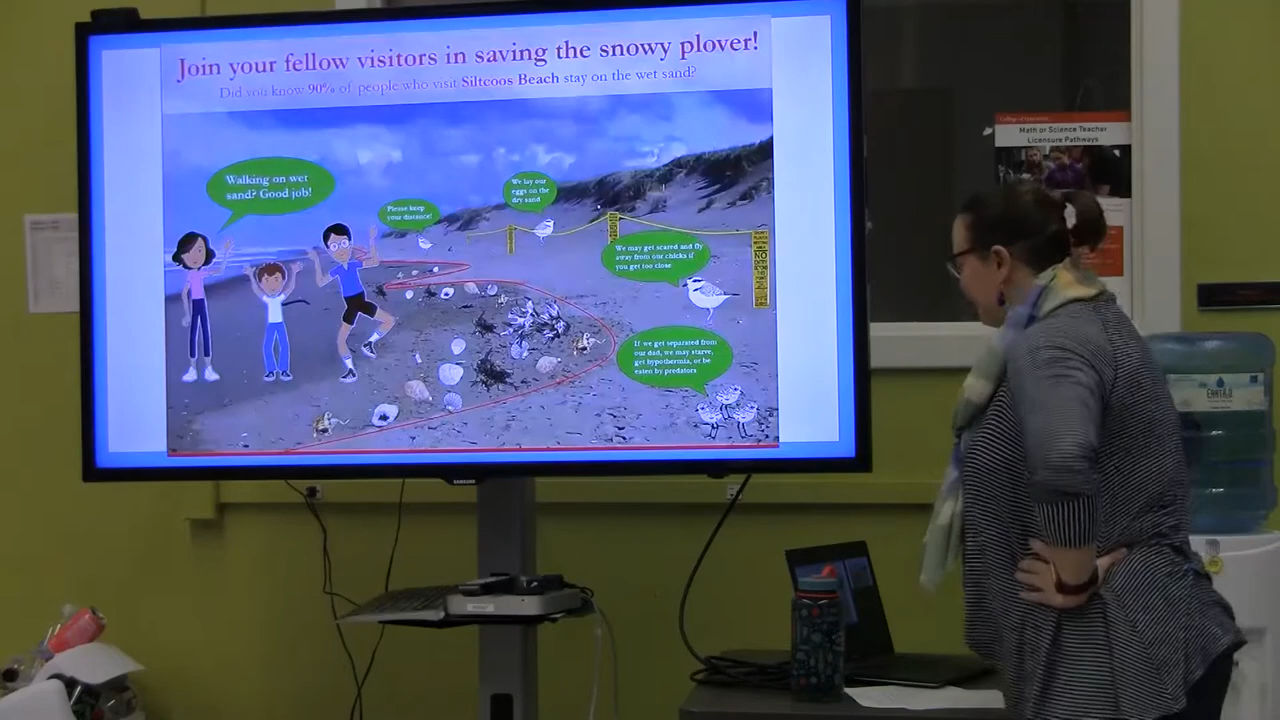 Join your fellow visitors in saving the snowy plover!
Did you know 90% of people who visit Siltcoos Beach stay on the wet sand?
Walking on wet
sand? Good job!
Please keep
your distance!
We lay our
eggs on the
dry sand
We may get scared and fly
away from our chicks if
you get too close
If we get separated from
our dad, we may starve,
get hypothermia, or be
eaten by predators
NO
ENTRY
SAMSUNG
Math or Science Teacher
Licensure Pathways